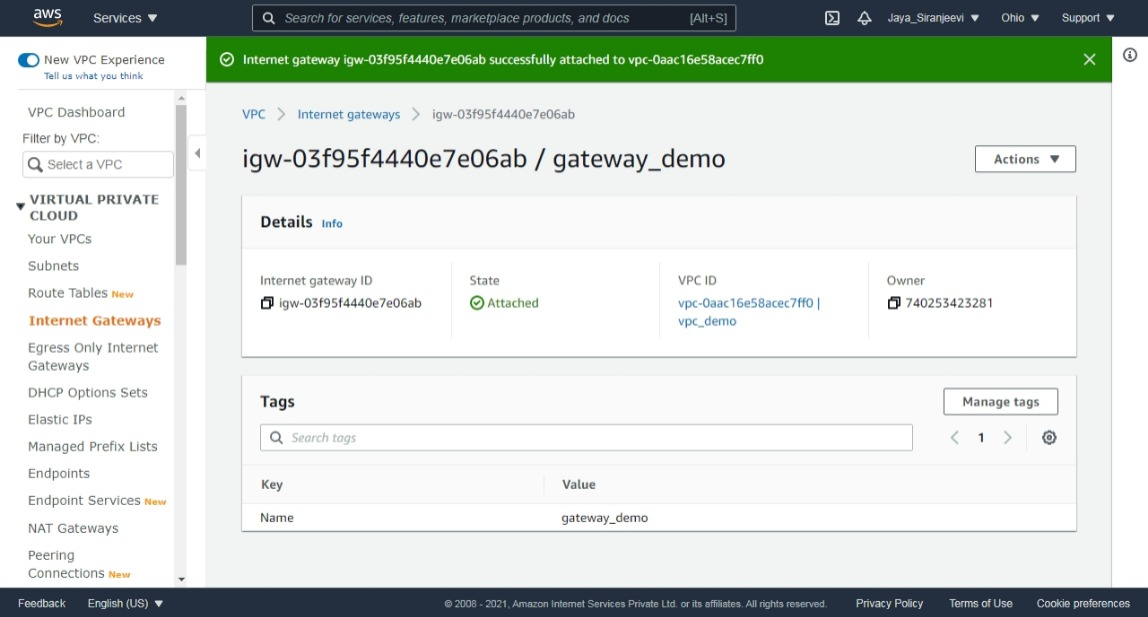 aws Services ▼ Search for services, features, marketplace products, and docs [Alt+S] Jaya_Siranjeevi ▼ Ohio ▼ Support ▼
New VPC Experience
Tell us what you think
Internet gateway igw-03f95f4440e7e06ab successfully attached to vpc-0aac16e58acec7ff0
VPC Dashboard
Filter by VPC:
Select a VPC
VIRTUAL PRIVATE
CLOUD
Your VPCs
Subnets
Route Tables New
Internet Gateways
Egress Only Internet
Gateways
DHCP Options Sets
Elastic IPs
Managed Prefix Lists
Endpoints
Endpoint Services New
NAT Gateways
Peering
Connections New
VPC > Internet gateways > igw-03f95f4440e7e06ab
igw-03f95f4440e7e06ab / gateway_demo
Actions ▼
Details Info
Internet gateway ID
igw-03f95f4440e7e06ab
State
Attached
VPC ID
vpc-0aac16e58acec7ff0 |
vpc_demo
Owner
740253423281
Tags
Manage tags
Search tags
1
Key Value
Name gateway_demo
Feedback English (US) ▼ © 2008 - 2021, Amazon Internet Services Private Ltd. or its affiliates. All rights reserved. Privacy Policy Terms of Use Cookie preferences